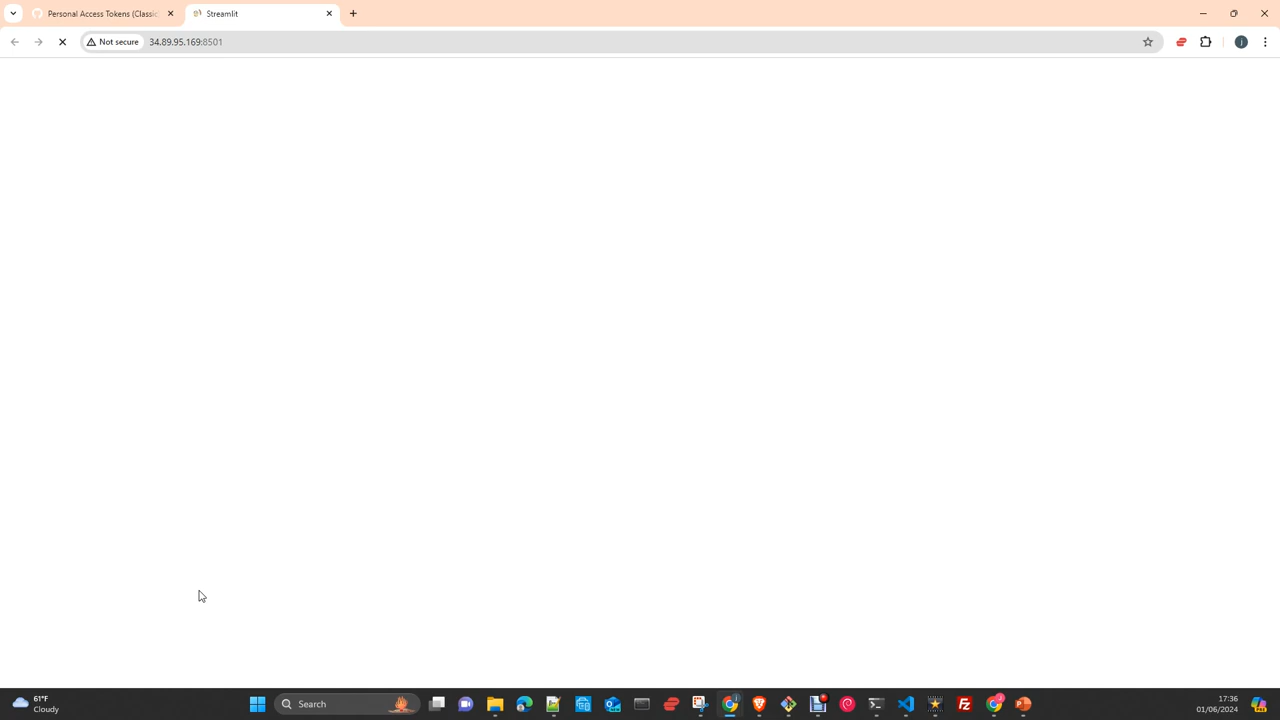 Personal Access Tokens (Classic
Streamlit
Not secure
34.89.95.169:8501
61°F
Cloudy
Search
17:36
01/06/2024